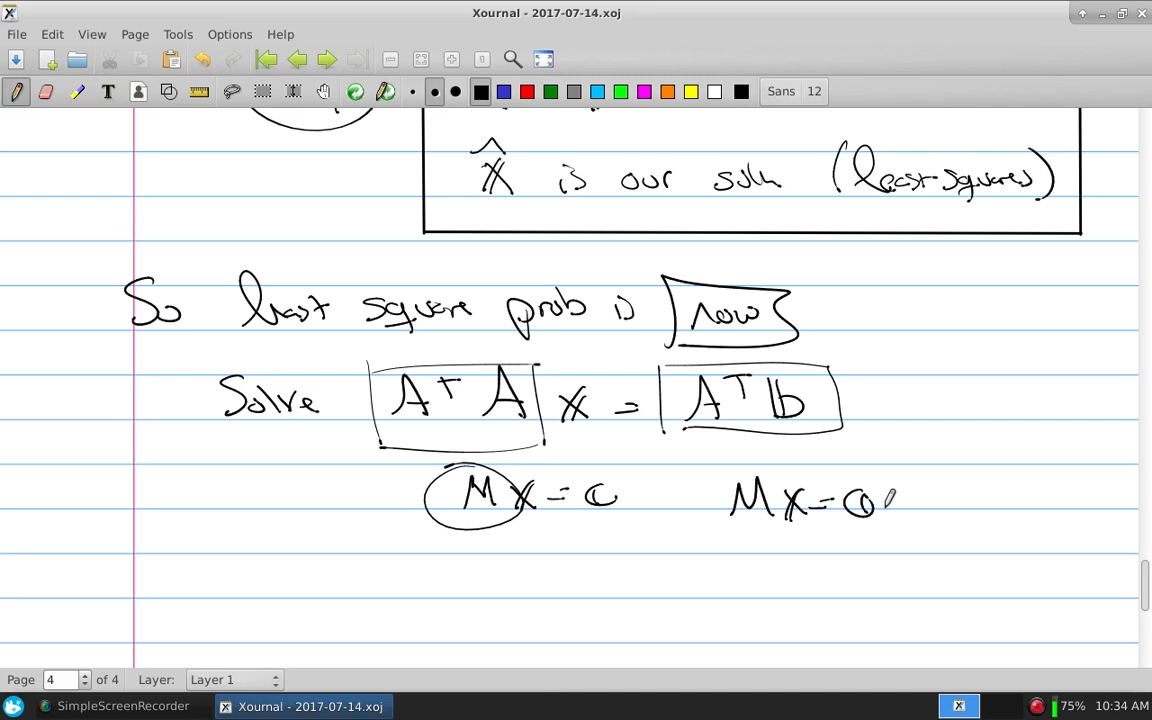 Xournal - 2017-07-14.xoj
File Edit View Page Tools Options Help
Sans 12
x̂ is our soln (least-squares)
So least square prob is now
Solve AᵀA x = Aᵀb
Mx = c Mx = 0
Page 4 of 4 Layer: Layer 1
SimpleScreenRecorder Xournal - 2017-07-14.xoj 75% 10:34 AM